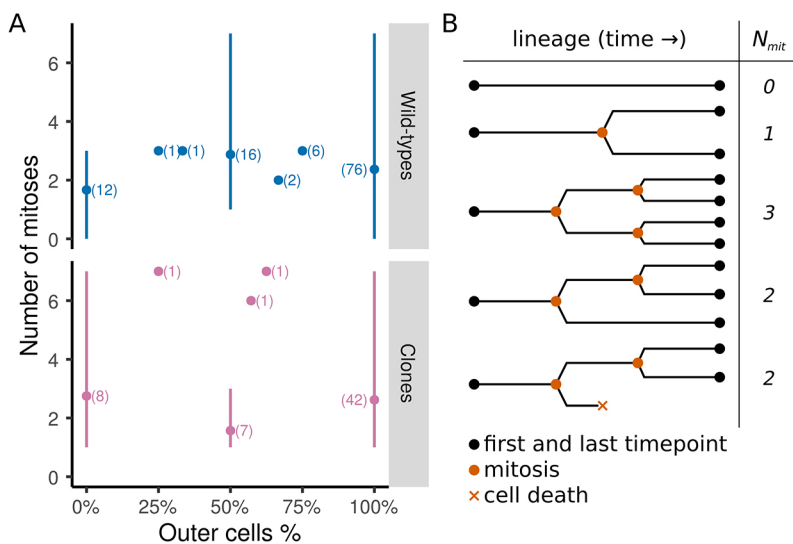 A
Number of mitoses
6
4
2
0
(12)
(1)
(1)
(16)
(2)
(6)
(76)
Wild-types
6
4
2
0
(8)
(1)
(1)
(1)
(7)
(42)
Clones
0%
25%
50%
75%
100%
Outer cells %
B
lineage (time →)
Nmit
0
1
3
2
2
first and last timepoint
mitosis
cell death